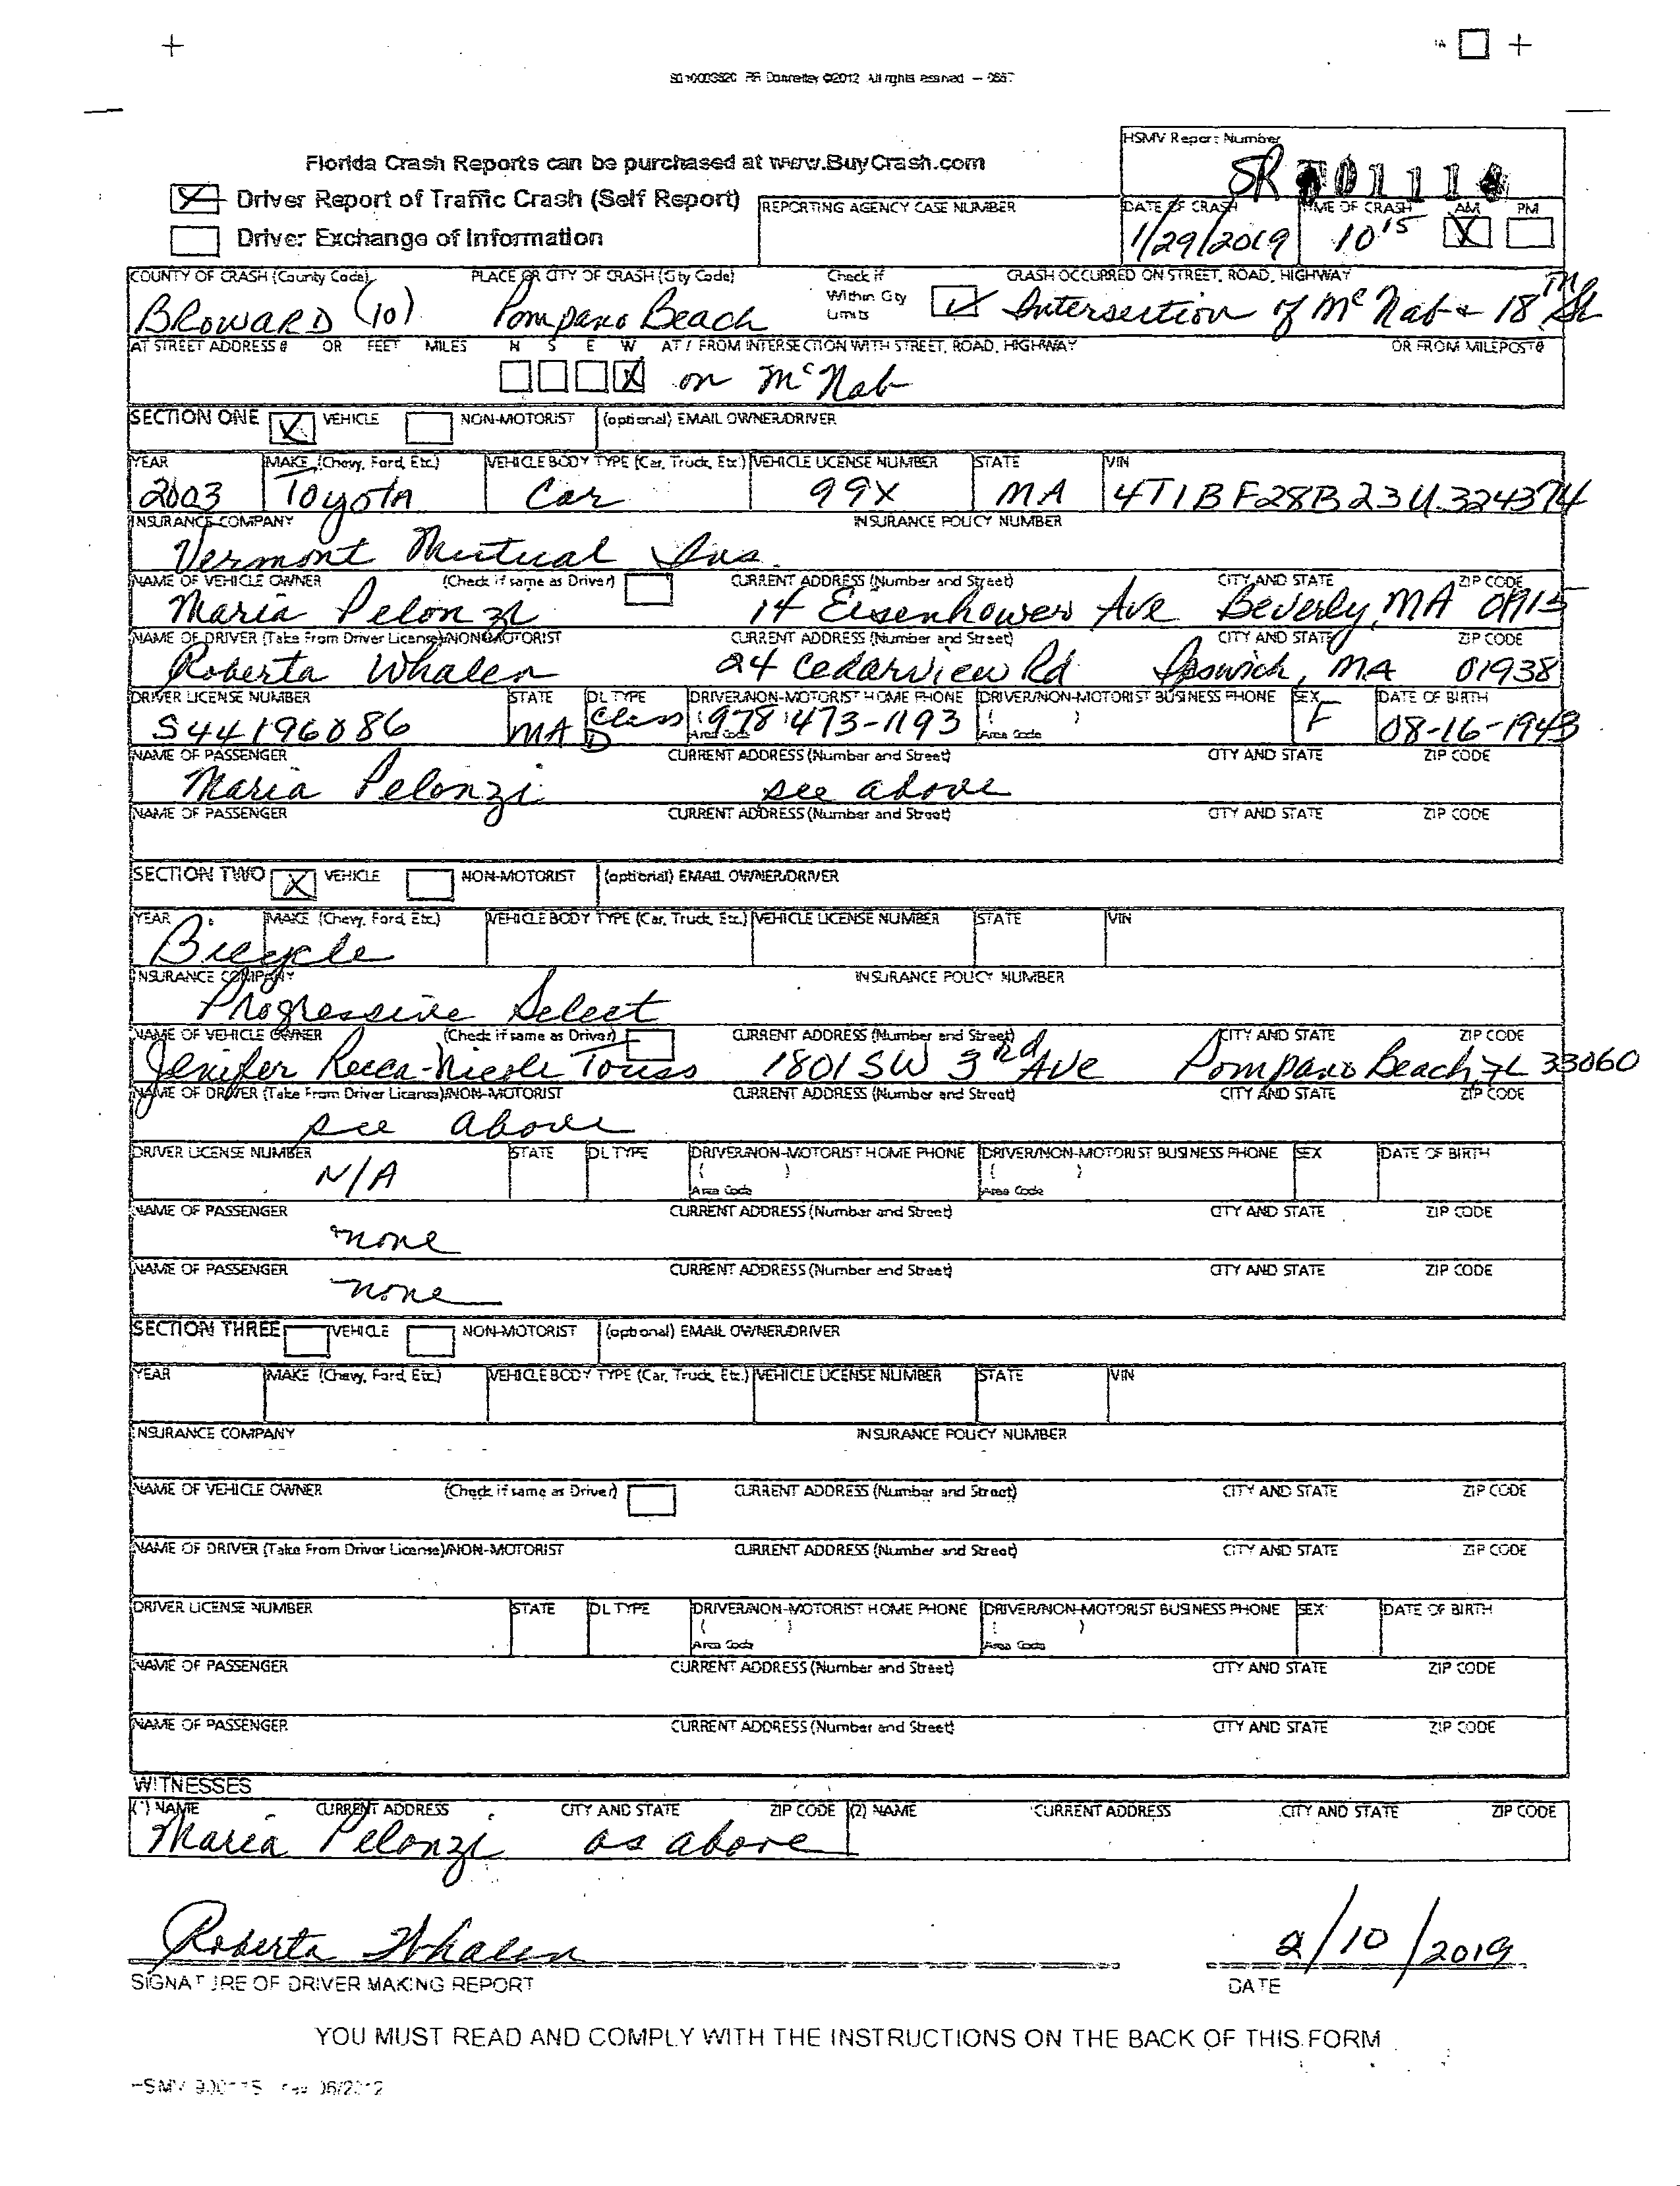 RR Donnelley ©2012 All rights reserved
HSMV Report Number
Florida Crash Reports can be purchased at www.BuyCrash.com
SR
Driver Report of Traffic Crash (Self Report)
REPORTING AGENCY CASE NUMBER DATE OF CRASH TIME OF CRASH AM PM
Driver Exchange of Information 1/29/2019 10 15 X
COUNTY OF CRASH (County Code) PLACE OR CITY OF CRASH (City Code) Check if Within City Limits CRASH OCCURRED ON STREET, ROAD, HIGHWAY
BROWARD (10) Pompano Beach Intersection of McNab & 18th St
AT STREET ADDRESS # OR FEET MILES N S E W AT / FROM INTERSECTION WITH STREET, ROAD, HIGHWAY OR FROM MILEPOST #
X on McNab
SECTION ONE X VEHICLE NON-MOTORIST (optional) EMAIL OWNER/DRIVER
YEAR MAKE (Chevy, Ford, Etc.) VEHICLE BODY TYPE (Car, Truck, Etc.) VEHICLE LICENSE NUMBER STATE VIN
2003 Toyota Car 99X MA 4T1BF28B23U324374
INSURANCE COMPANY INSURANCE POLICY NUMBER
Vermont Mutual Ins.
NAME OF VEHICLE OWNER (Check if same as Driver) CURRENT ADDRESS (Number and Street) CITY AND STATE ZIP CODE
Maria Pelonzi 14 Eisenhower Ave Beverly, MA 01915
NAME OF DRIVER (Take From Driver License)/NON-MOTORIST CURRENT ADDRESS (Number and Street) CITY AND STATE ZIP CODE
Roberta Whalen 24 Cedarview Rd Ipswich, MA 01938
DRIVER LICENSE NUMBER STATE DL TYPE DRIVER/NON-MOTORIST HOME PHONE DRIVER/NON-MOTORIST BUSINESS PHONE SEX DATE OF BIRTH
S44196086 MA Class D (978) 473-1193 Area Code ( ) Area Code F 08-16-1943
NAME OF PASSENGER CURRENT ADDRESS (Number and Street) CITY AND STATE ZIP CODE
Maria Pelonzi see above
NAME OF PASSENGER CURRENT ADDRESS (Number and Street) CITY AND STATE ZIP CODE
SECTION TWO X VEHICLE NON-MOTORIST (optional) EMAIL OWNER/DRIVER
YEAR MAKE (Chevy, Ford, Etc.) VEHICLE BODY TYPE (Car, Truck, Etc.) VEHICLE LICENSE NUMBER STATE VIN
Bicycle
INSURANCE COMPANY INSURANCE POLICY NUMBER
Progressive Select
NAME OF VEHICLE OWNER (Check if same as Driver) CURRENT ADDRESS (Number and Street) CITY AND STATE ZIP CODE
Jenifer Rucca-Nicole 1801 SW 3rd Ave Pompano Beach, FL 33060
NAME OF DRIVER (Take From Driver License)/NON-MOTORIST CURRENT ADDRESS (Number and Street) CITY AND STATE ZIP CODE
see above
DRIVER LICENSE NUMBER STATE DL TYPE DRIVER/NON-MOTORIST HOME PHONE DRIVER/NON-MOTORIST BUSINESS PHONE SEX DATE OF BIRTH
N/A ( ) Area Code ( ) Area Code
NAME OF PASSENGER CURRENT ADDRESS (Number and Street) CITY AND STATE ZIP CODE
none
NAME OF PASSENGER CURRENT ADDRESS (Number and Street) CITY AND STATE ZIP CODE
none
SECTION THREE VEHICLE NON-MOTORIST (optional) EMAIL OWNER/DRIVER
YEAR MAKE (Chevy, Ford, Etc.) VEHICLE BODY TYPE (Car, Truck, Etc.) VEHICLE LICENSE NUMBER STATE VIN
INSURANCE COMPANY INSURANCE POLICY NUMBER
NAME OF VEHICLE OWNER (Check if same as Driver) CURRENT ADDRESS (Number and Street) CITY AND STATE ZIP CODE
NAME OF DRIVER (Take From Driver License)/NON-MOTORIST CURRENT ADDRESS (Number and Street) CITY AND STATE ZIP CODE
DRIVER LICENSE NUMBER STATE DL TYPE DRIVER/NON-MOTORIST HOME PHONE DRIVER/NON-MOTORIST BUSINESS PHONE SEX DATE OF BIRTH
( ) Area Code ( ) Area Code
NAME OF PASSENGER CURRENT ADDRESS (Number and Street) CITY AND STATE ZIP CODE
NAME OF PASSENGER CURRENT ADDRESS (Number and Street) CITY AND STATE ZIP CODE
WITNESSES
(1) NAME CURRENT ADDRESS CITY AND STATE ZIP CODE (2) NAME CURRENT ADDRESS CITY AND STATE ZIP CODE
Maria Pelonzi as above
Roberta Whalen 2/10/2019
SIGNATURE OF DRIVER MAKING REPORT DATE
YOU MUST READ AND COMPLY WITH THE INSTRUCTIONS ON THE BACK OF THIS FORM
HSMV rev 06/2012